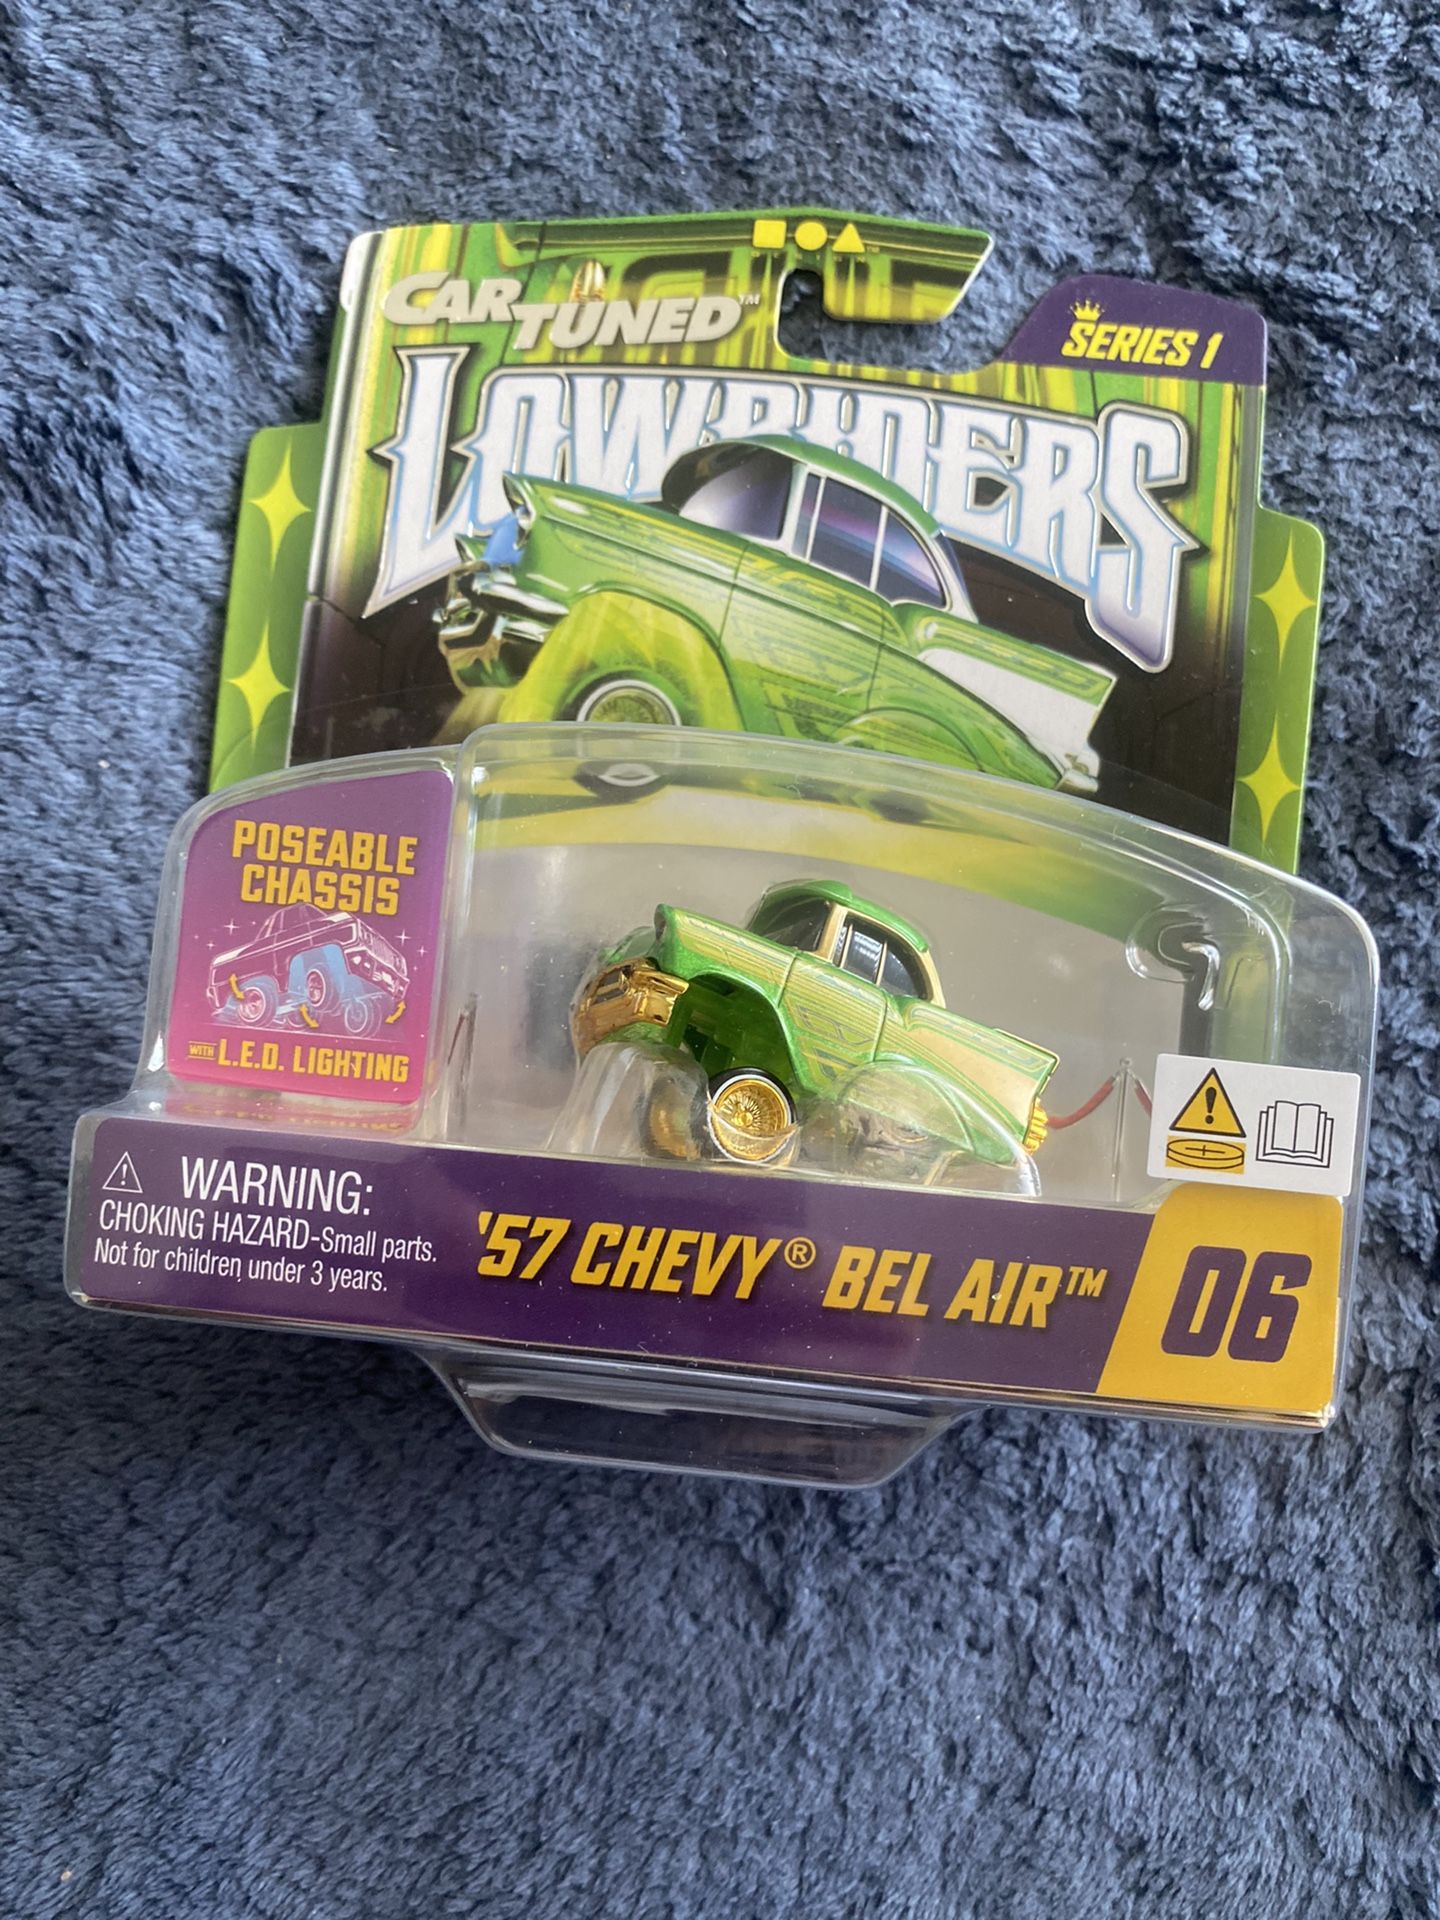 CAR TUNED™
SERIES 1
LOWRIDERS
POSEABLE
CHASSIS
WITH L.E.D. LIGHTING
WARNING:
CHOKING HAZARD-Small parts.
Not for children under 3 years.
'57 CHEVY® BEL AIR™
06